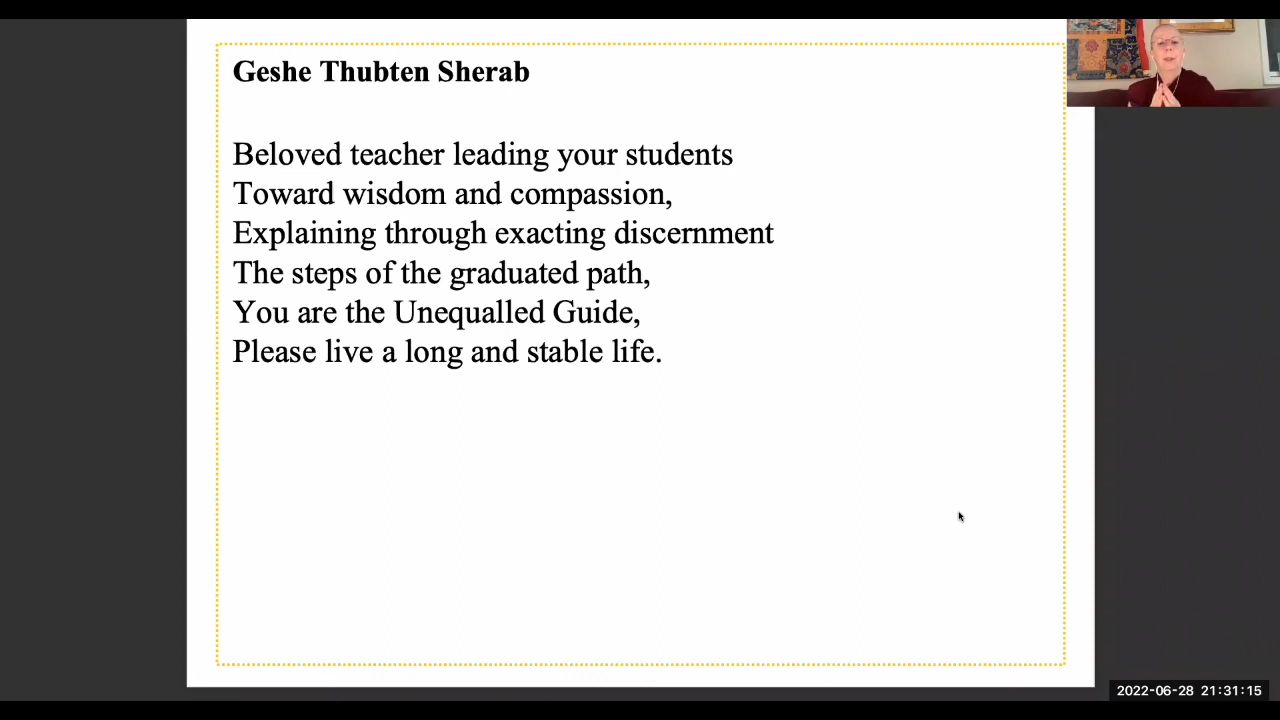 Geshe Thubten Sherab
Beloved teacher leading your students
Toward wisdom and compassion,
Explaining through exacting discernment
The steps of the graduated path,
You are the Unequalled Guide,
Please live a long and stable life.
2022-06-28 21:31:15